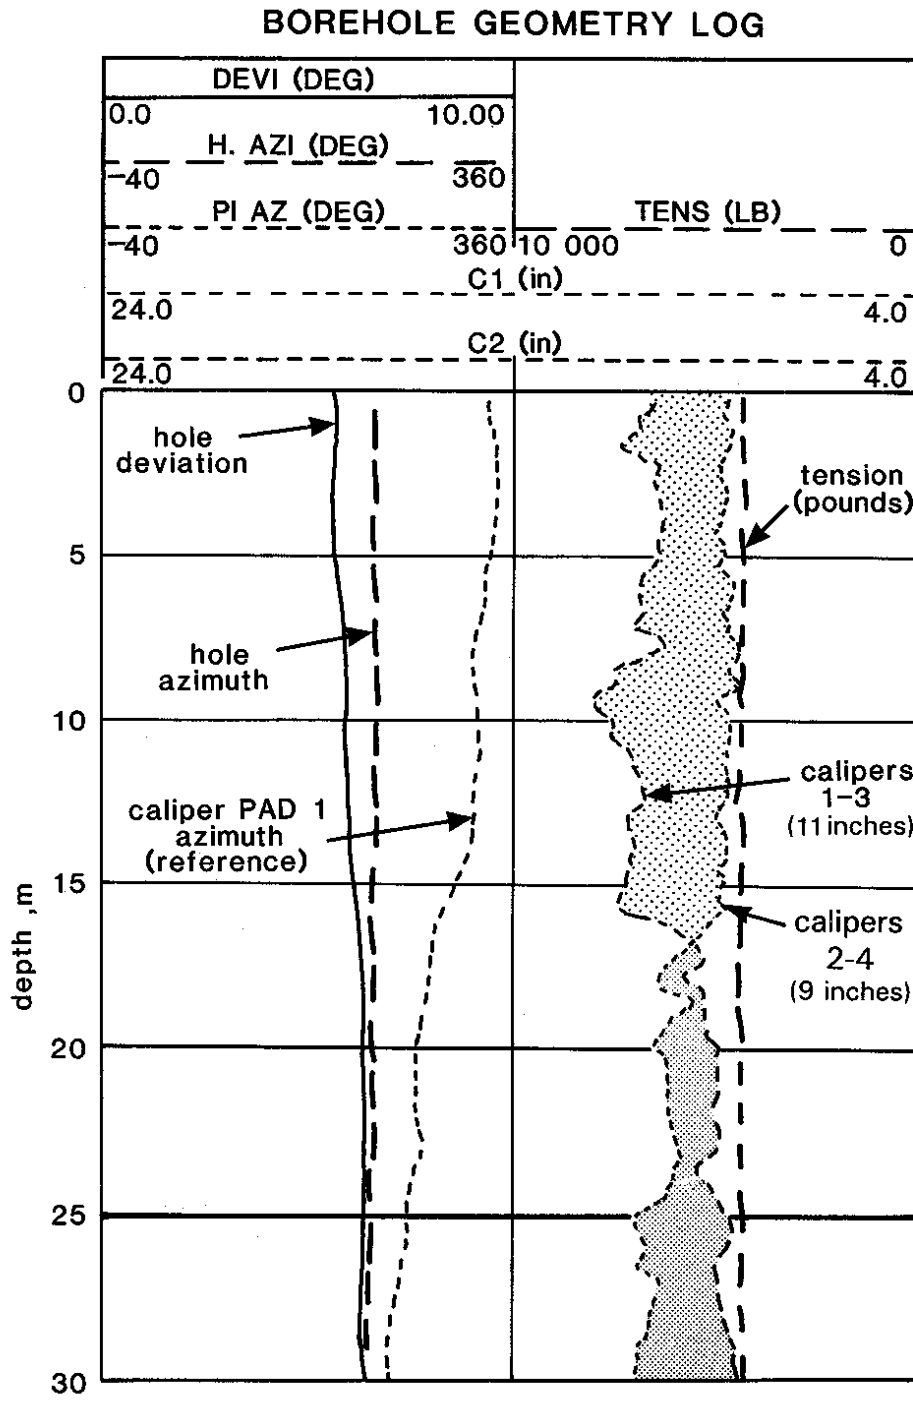 BOREHOLE GEOMETRY LOG
DEVI (DEG)
0.0 10.00
H. AZI (DEG)
-40 360
PI AZ (DEG) TENS (LB)
-40 360 10 000 0
C1 (in)
24.0 4.0
C2 (in)
24.0 4.0
0
hole
deviation
tension
(pounds)
5
hole
azimuth
10
calipers
1-3
(11 inches)
caliper PAD 1
azimuth
(reference)
15
calipers
2-4
(9 inches)
depth ,m
20
25
30